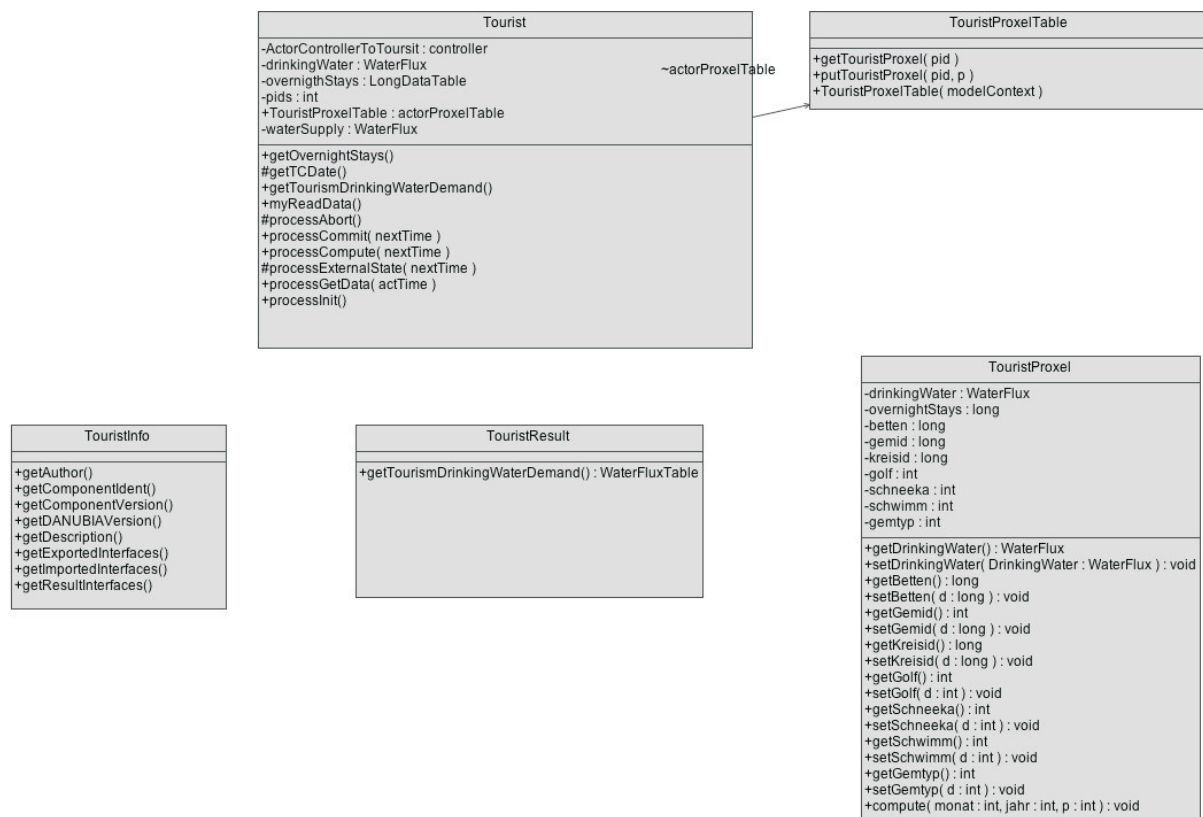 Tourist
-ActorControllerToToursit : controller
-drinkingWater : WaterFlux
-overnigthStays : LongDataTable
-pids : int
+TouristProxelTable : actorProxelTable
-waterSupply : WaterFlux
+getOvernightStays()
#getTCDate()
+getTourismDrinkingWaterDemand()
+myReadData()
#processAbort()
+processCommit( nextTime )
+processCompute( nextTime )
#processExternalState( nextTime )
+processGetData( actTime )
+processInit()
~actorProxelTable
TouristProxelTable
+getTouristProxel( pid )
+putTouristProxel( pid, p )
+TouristProxelTable( modelContext )
TouristInfo
+getAuthor()
+getComponentIdent()
+getComponentVersion()
+getDANUBIAVersion()
+getDescription()
+getExportedInterfaces()
+getImportedInterfaces()
+getResultInterfaces()
TouristResult
+getTourismDrinkingWaterDemand() : WaterFluxTable
TouristProxel
-drinkingWater : WaterFlux
-overnightStays : long
-betten : long
-gemid : long
-kreisid : long
-golf : int
-schneeka : int
-schwimm : int
-gemtyp : int
+getDrinkingWater() : WaterFlux
+setDrinkingWater( DrinkingWater : WaterFlux ) : void
+getBetten() : long
+setBetten( d : long ) : void
+getGemid() : int
+setGemid( d : long ) : void
+getKreisid() : long
+setKreisid( d : long ) : void
+getGolf() : int
+setGolf( d : int ) : void
+getSchneeka() : int
+setSchneeka( d : int ) : void
+getSchwimm() : int
+setSchwimm( d : int ) : void
+getGemtyp() : int
+setGemtyp( d : int ) : void
+compute( monat : int, jahr : int, p : int ) : void